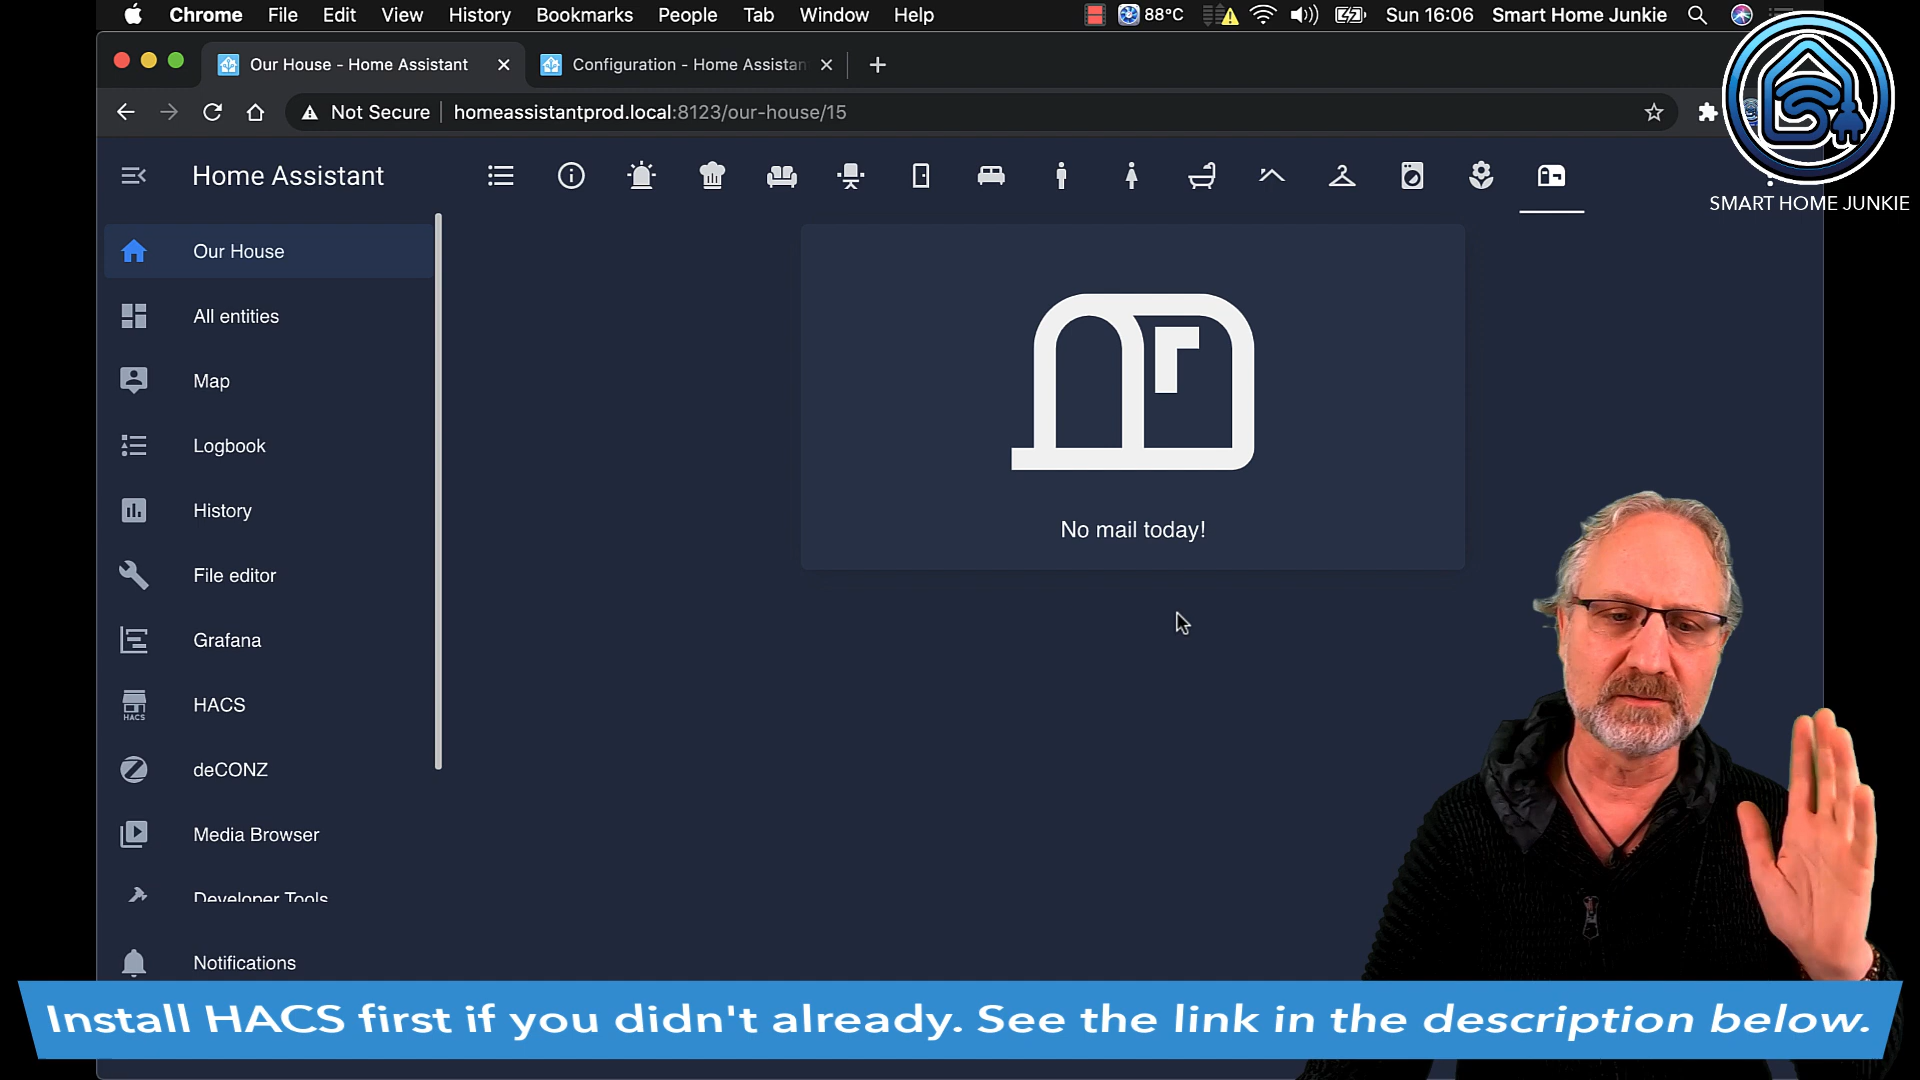 Chrome File Edit View History Bookmarks People Tab Window Help 88°C Sun 16:06 Smart Home Junkie
Our House - Home Assistant Configuration - Home Assistan
Not Secure homeassistantprod.local:8123/our-house/15
Home Assistant
SMART HOME JUNKIE
Our House
All entities
Map
Logbook
History
File editor
Grafana
HACS
HACS
deCONZ
Media Browser
Developer Tools
Notifications
No mail today!
Install HACS first if you didn't already. See the link in the description below.